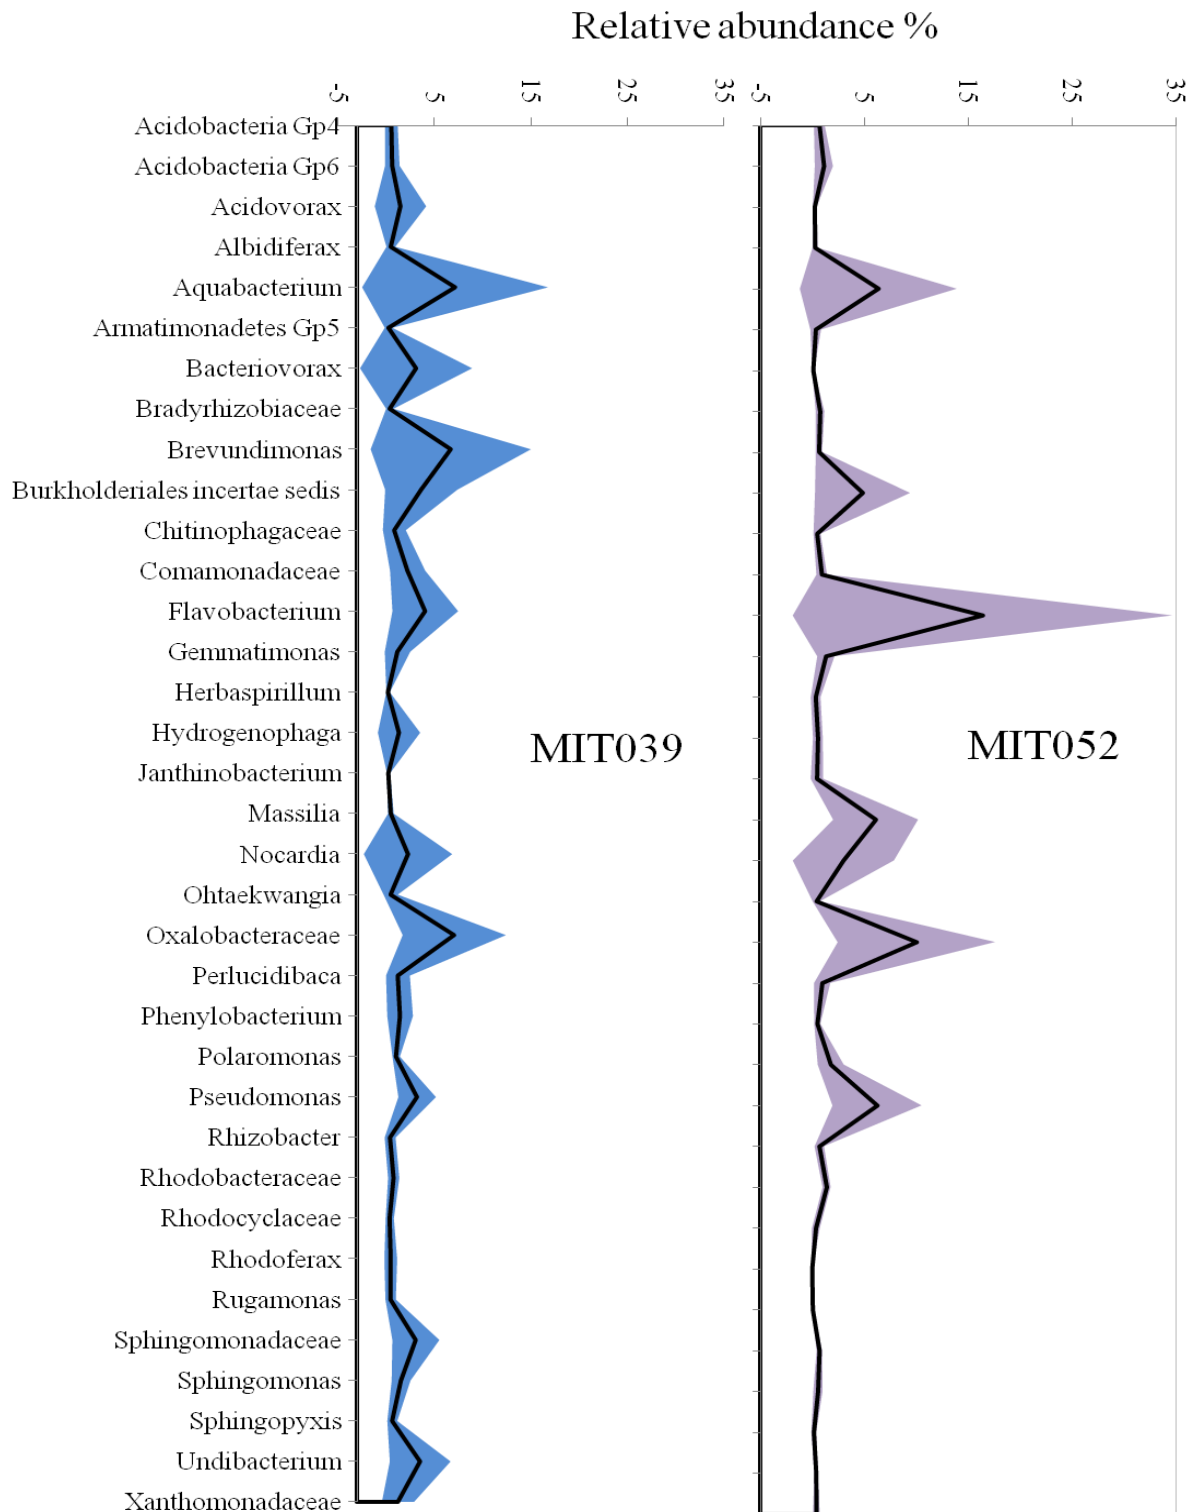 Relative abundance %
-5 5 15 25 35 -5 5 15 25 35
Acidobacteria Gp4
Acidobacteria Gp6
Acidovorax
Albidiferax
Aquabacterium
Armatimonadetes Gp5
Bacteriovorax
Bradyrhizobiaceae
Brevundimonas
Burkholderiales incertae sedis
Chitinophagaceae
Comamonadaceae
Flavobacterium
Gemmatimonas
Herbaspirillum
Hydrogenophaga
MIT039 MIT052
Janthinobacterium
Massilia
Nocardia
Ohtaekwangia
Oxalobacteraceae
Perlucidibaca
Phenylobacterium
Polaromonas
Pseudomonas
Rhizobacter
Rhodobacteraceae
Rhodocyclaceae
Rhodoferax
Rugamonas
Sphingomonadaceae
Sphingomonas
Sphingopyxis
Undibacterium
Xanthomonadaceae